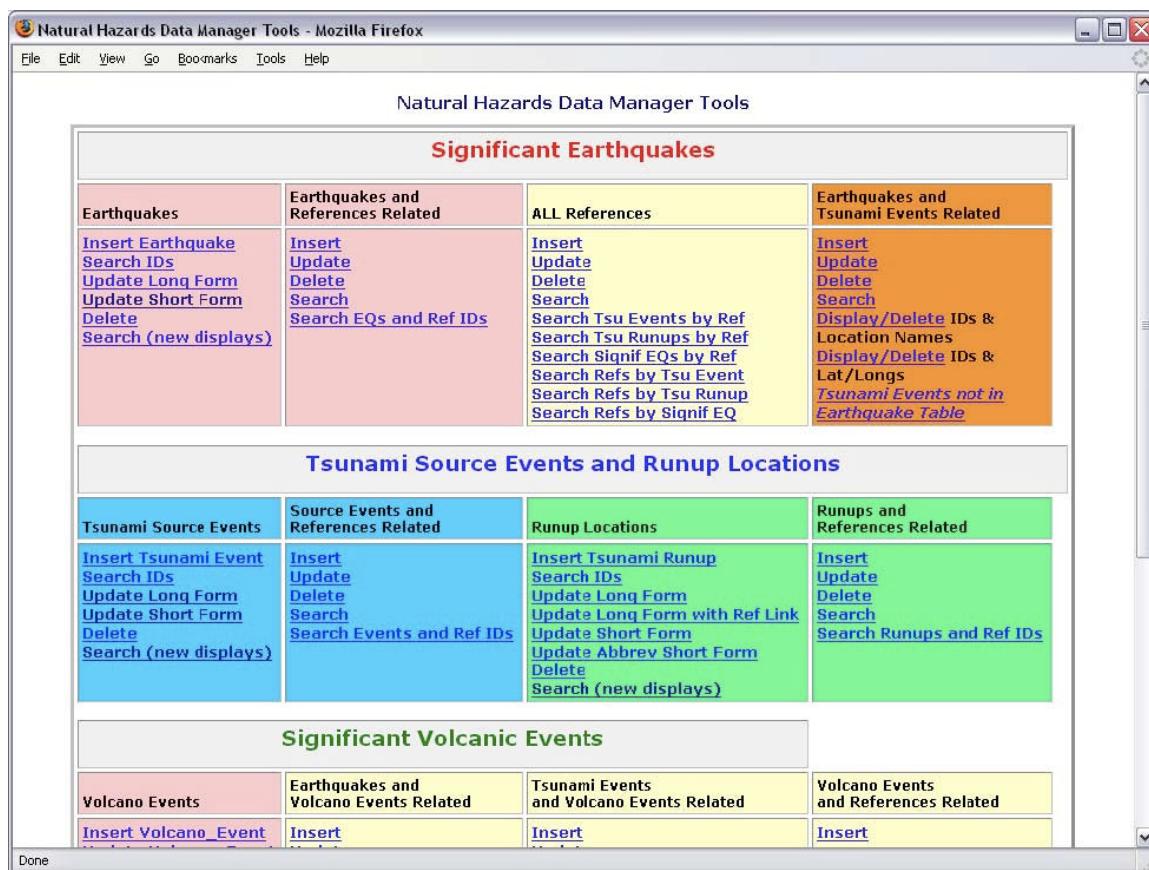 Natural Hazards Data Manager Tools - Mozilla Firefox
File Edit View Go Bookmarks Tools Help
Natural Hazards Data Manager Tools
Significant Earthquakes
Earthquakes
Earthquakes and
References Related
ALL References
Earthquakes and
Tsunami Events Related
Insert Earthquake
Search IDs
Update Long Form
Update Short Form
Delete
Search (new displays)
Insert
Update
Delete
Search
Search EQs and Ref IDs
Insert
Update
Delete
Search
Search Tsu Events by Ref
Search Tsu Runups by Ref
Search Signif EQs by Ref
Search Refs by Tsu Event
Search Refs by Tsu Runup
Search Refs by Signif EQ
Insert
Update
Delete
Search
Display/Delete IDs &
Location Names
Display/Delete IDs &
Lat/Longs
Tsunami Events not in
Earthquake Table
Tsunami Source Events and Runup Locations
Tsunami Source Events
Source Events and
References Related
Runup Locations
Runups and
References Related
Insert Tsunami Event
Search IDs
Update Long Form
Update Short Form
Delete
Search (new displays)
Insert
Update
Delete
Search
Search Events and Ref IDs
Insert Tsunami Runup
Search IDs
Update Long Form
Update Long Form with Ref Link
Update Short Form
Update Abbrev Short Form
Delete
Search (new displays)
Insert
Update
Delete
Search
Search Runups and Ref IDs
Significant Volcanic Events
Volcano Events
Earthquakes and
Volcano Events Related
Tsunami Events
and Volcano Events Related
Volcano Events
and References Related
Insert Volcano_Event
Insert
Insert
Insert
Done